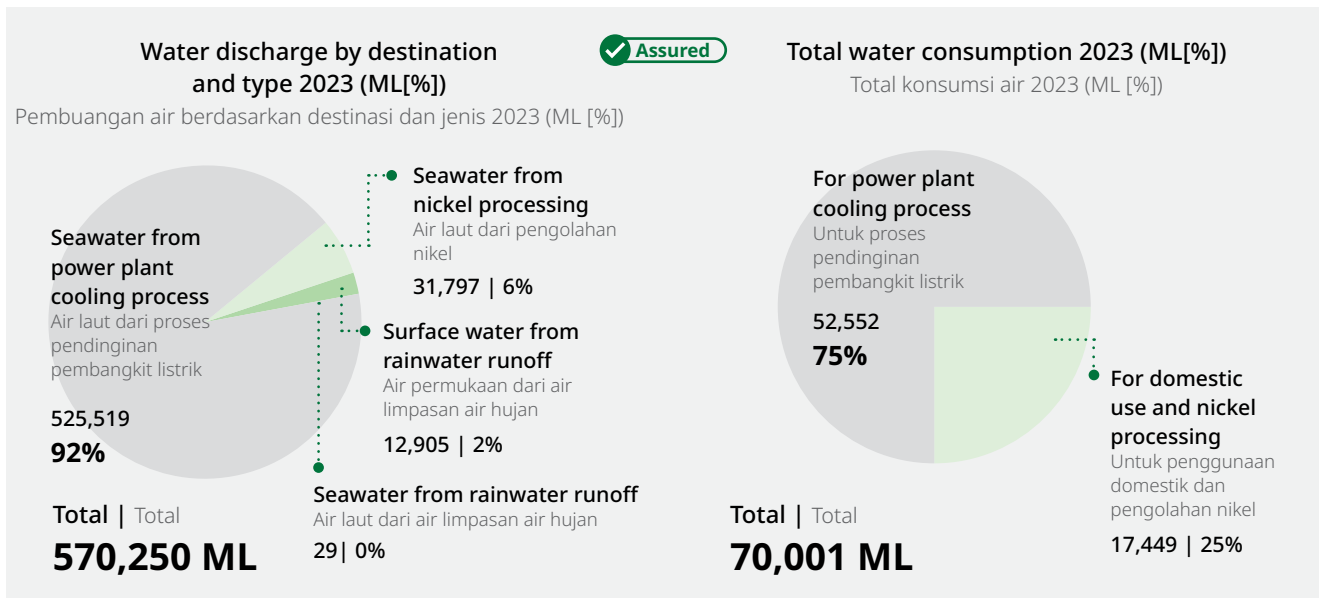 Water discharge by destination
and type 2023 (ML[%])
Pembuangan air berdasarkan destinasi dan jenis 2023 (ML [%])
Assured
Seawater from
power plant
cooling process
Air laut dari proses
pendinginan
pembangkit listrik
525,519
92%
Seawater from
nickel processing
Air laut dari pengolahan
nikel
31,797 | 6%
Surface water from
rainwater runoff
Air permukaan dari air
limpasan air hujan
12,905 | 2%
Seawater from rainwater runoff
Air laut dari air limpasan air hujan
29| 0%
Total | Total
570,250 ML
Total water consumption 2023 (ML[%])
Total konsumsi air 2023 (ML [%])
For power plant
cooling process
Untuk proses
pendinginan
pembangkit listrik
52,552
75%
For domestic
use and nickel
processing
Untuk penggunaan
domestik dan
pengolahan nikel
17,449 | 25%
Total | Total
70,001 ML